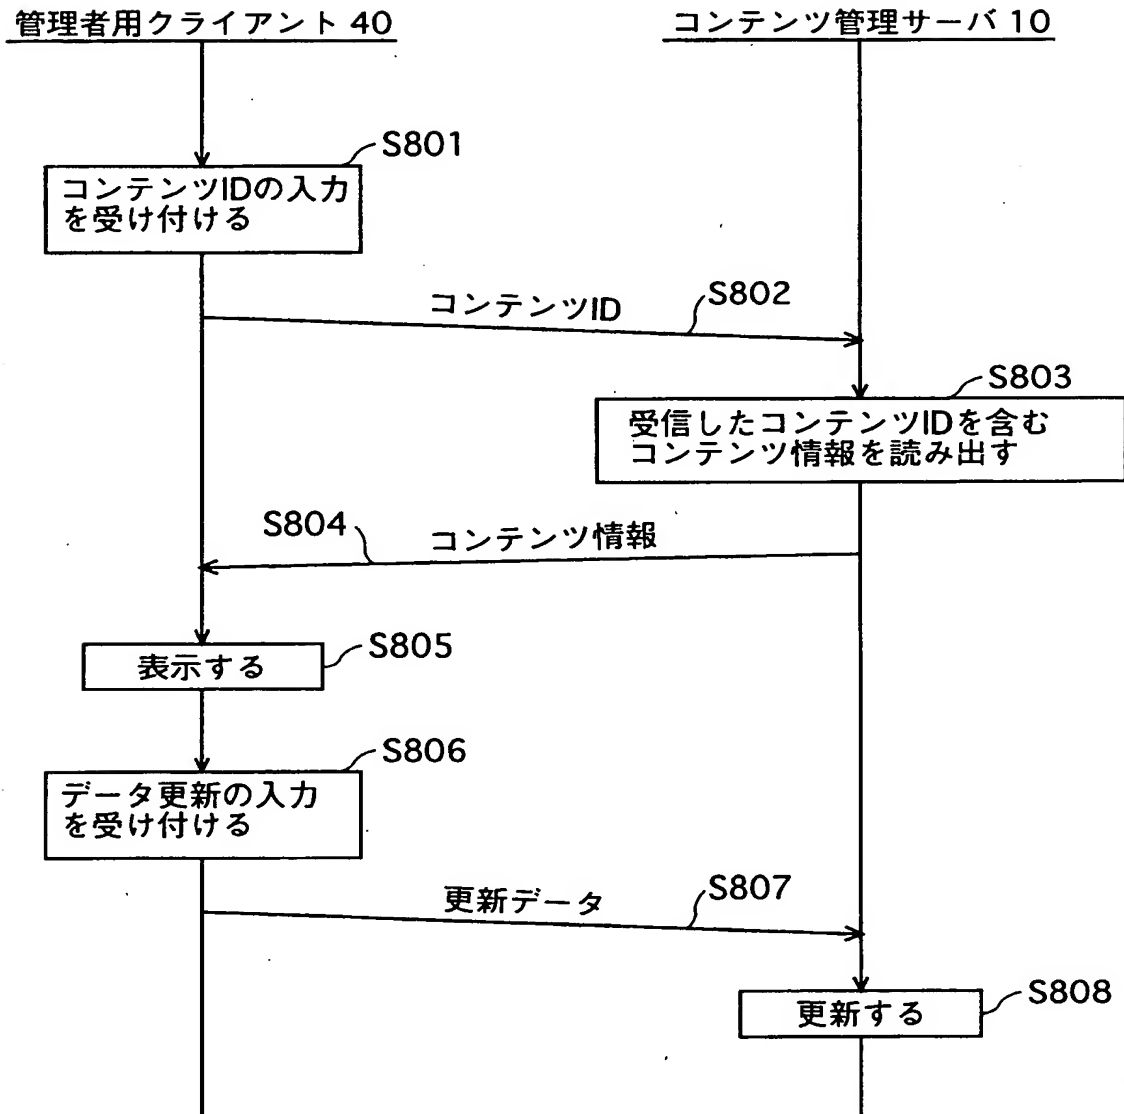 管理者用クライアント 40
コンテンツ管理サーバ 10
S801
コンテンツIDの入力
を受け付ける
コンテンツID
S802
S803
受信したコンテンツIDを含む
コンテンツ情報を読み出す
S804
コンテンツ情報
表示する
S805
S806
データ更新の入力
を受け付ける
更新データ
S807
更新する
S808